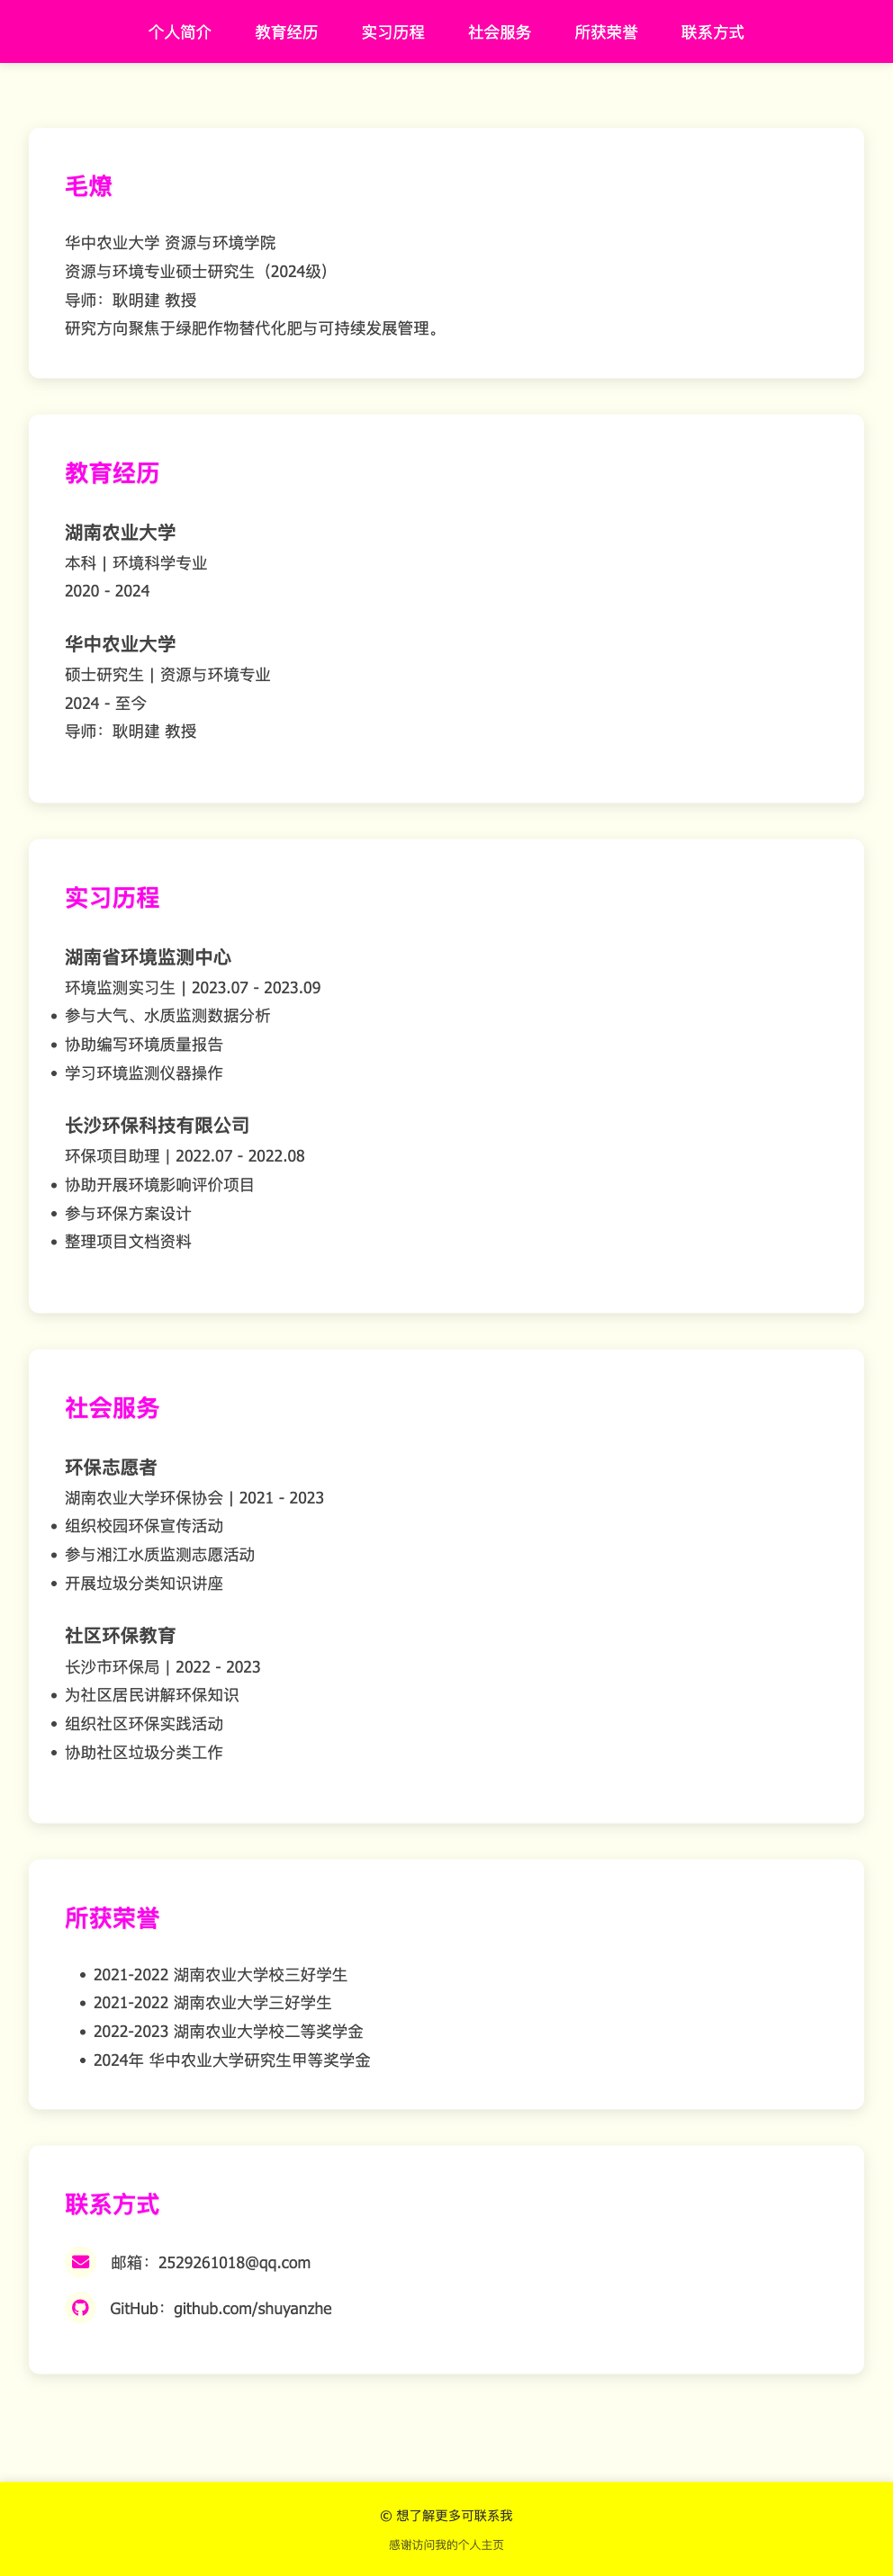 个人简介 教育经历 实习历程 社会服务 所获荣誉 联系方式
毛燎
华中农业大学 资源与环境学院
资源与环境专业硕士研究生（2024级）
导师：耿明建 教授
研究方向聚焦于绿肥作物替代化肥与可持续发展管理。
教育经历
湖南农业大学
本科 | 环境科学专业
2020 - 2024
华中农业大学
硕士研究生 | 资源与环境专业
2024 - 至今
导师：耿明建 教授
实习历程
湖南省环境监测中心
环境监测实习生 | 2023.07 - 2023.09
• 参与大气、水质监测数据分析
• 协助编写环境质量报告
• 学习环境监测仪器操作
长沙环保科技有限公司
环保项目助理 | 2022.07 - 2022.08
• 协助开展环境影响评价项目
• 参与环保方案设计
• 整理项目文档资料
社会服务
环保志愿者
湖南农业大学环保协会 | 2021 - 2023
• 组织校园环保宣传活动
• 参与湘江水质监测志愿活动
• 开展垃圾分类知识讲座
社区环保教育
长沙市环保局 | 2022 - 2023
• 为社区居民讲解环保知识
• 组织社区环保实践活动
• 协助社区垃圾分类工作
所获荣誉
• 2021-2022 湖南农业大学校三好学生
• 2021-2022 湖南农业大学三好学生
• 2022-2023 湖南农业大学校二等奖学金
• 2024年 华中农业大学研究生甲等奖学金
联系方式
邮箱：2529261018@qq.com
GitHub：github.com/shuyanzhe
© 想了解更多可联系我
感谢访问我的个人主页